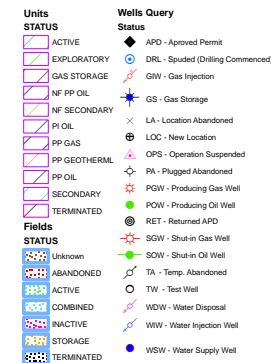 Units
STATUS
ACTIVE
EXPLORATORY
GAS STORAGE
NF PP OIL
NF SECONDARY
PI OIL
PP GAS
PP GEOTHERML
PP OIL
SECONDARY
TERMINATED
Fields
STATUS
Unknown
ABANDONED
ACTIVE
COMBINED
INACTIVE
STORAGE
TERMINATED
Wells Query
Status
APD - Aproved Permit
DRL - Spuded (Drilling Commenced)
GIW - Gas Injection
GS - Gas Storage
LA - Location Abandoned
LOC - New Location
OPS - Operation Suspended
PA - Plugged Abandoned
PGW - Producing Gas Well
POW - Producing Oil Well
RET - Returned APD
SGW - Shut-in Gas Well
SOW - Shut-in Oil Well
TA - Temp. Abandoned
TW - Test Well
WDW - Water Disposal
WIW - Water Injection Well
WSW - Water Supply Well